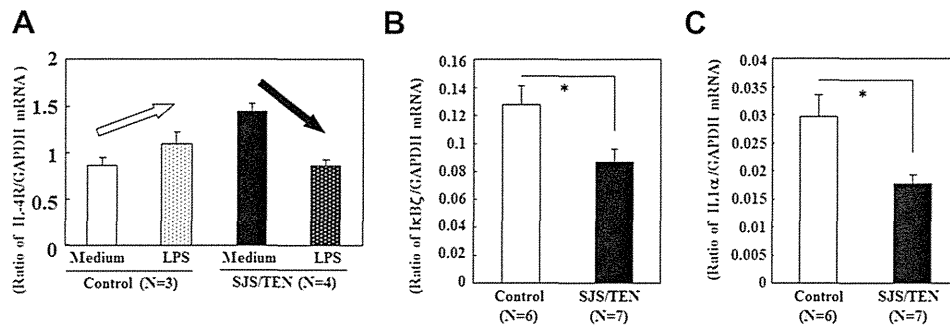 A
(Ratio of IL-4R/GAPDH mRNA)
2
1.5
1
0.5
0
Medium LPS Medium LPS
Control (N=3) SJS/TEN (N=4)
B
(Ratio of IκBζ/GAPDH mRNA)
0.14
0.12
0.1
0.08
0.06
0.04
0.02
0
*
Control SJS/TEN
(N=6) (N=7)
C
(Ratio of IL1α/GAPDH mRNA)
0.04
0.035
0.03
0.025
0.02
0.015
0.01
0.005
0
*
Control SJS/TEN
(N=6) (N=7)